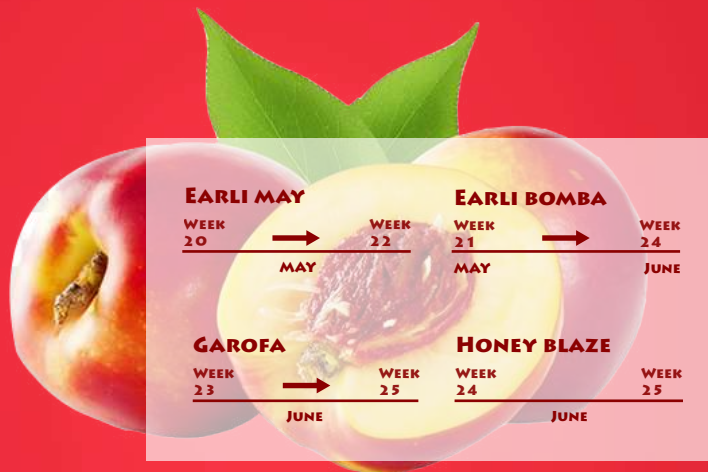 Earli may
Week 20 Week 22
may
Earli bomba
Week 21 Week 24
may June
Garofa
Week 23 Week 25
June
Honey blaze
Week 24 Week 25
June